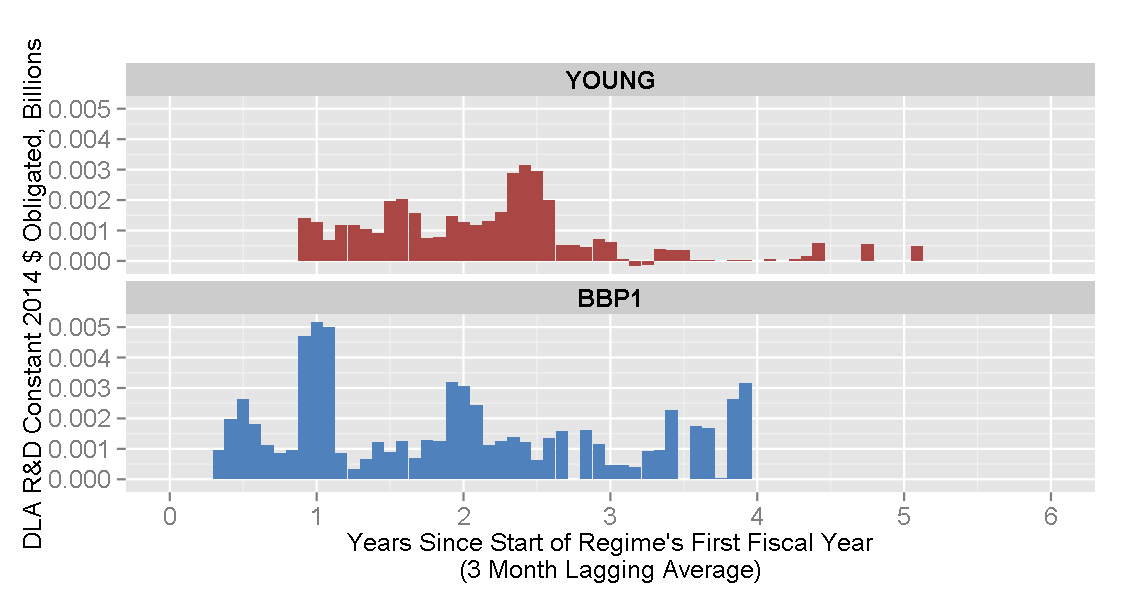 DLA R&D Constant 2014 $ Obligated, Billions
YOUNG
0.005
0.004
0.003
0.002
0.001
0.000
BBP1
0.005
0.004
0.003
0.002
0.001
0.000
0 1 2 3 4 5 6
Years Since Start of Regime's First Fiscal Year
(3 Month Lagging Average)